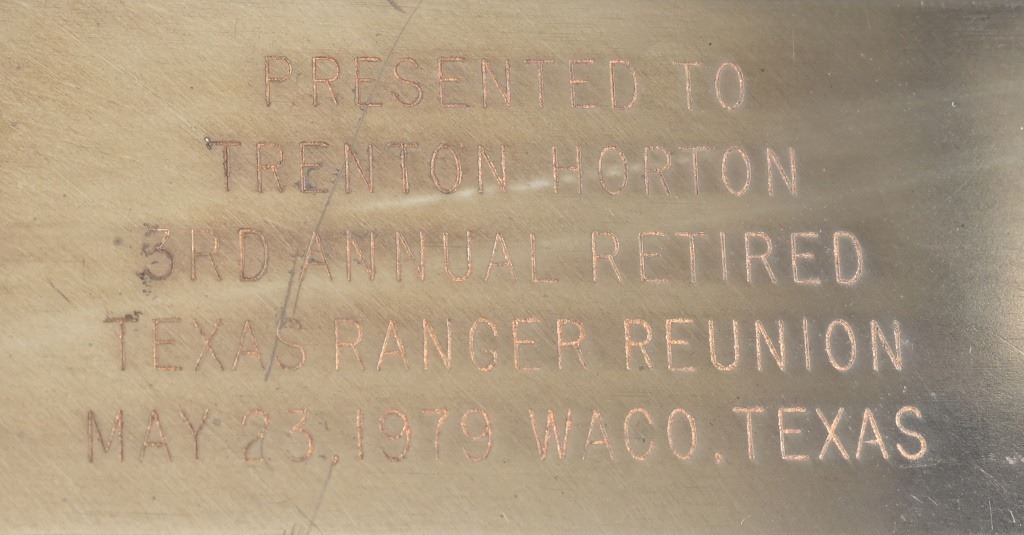 PRESENTED TO
TRENTON HORTON
3RD ANNUAL RETIRED
TEXAS RANGER REUNION
MAY 23,1979 WACO,TEXAS